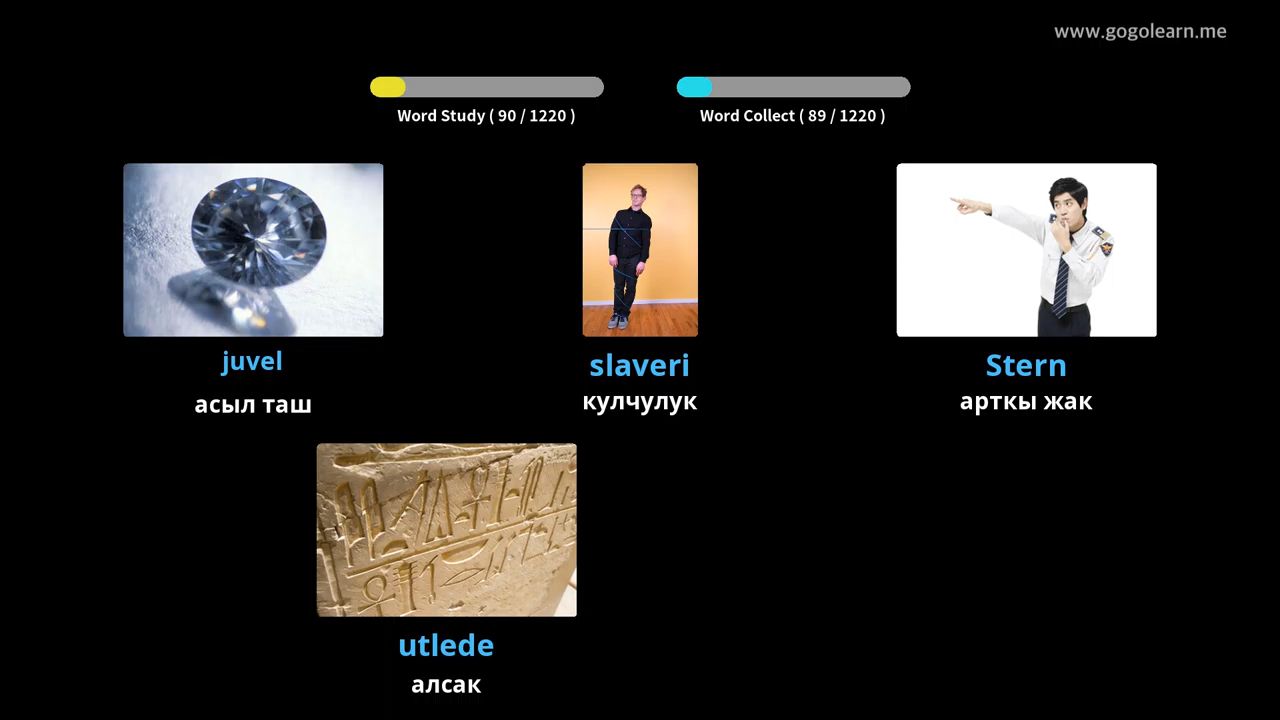 www.gogolearn.me
Word Study ( 90 / 1220 )
Word Collect ( 89 / 1220 )
juvel
асыл таш
slaveri
кулчулук
Stern
арткы жак
utlede
алсак